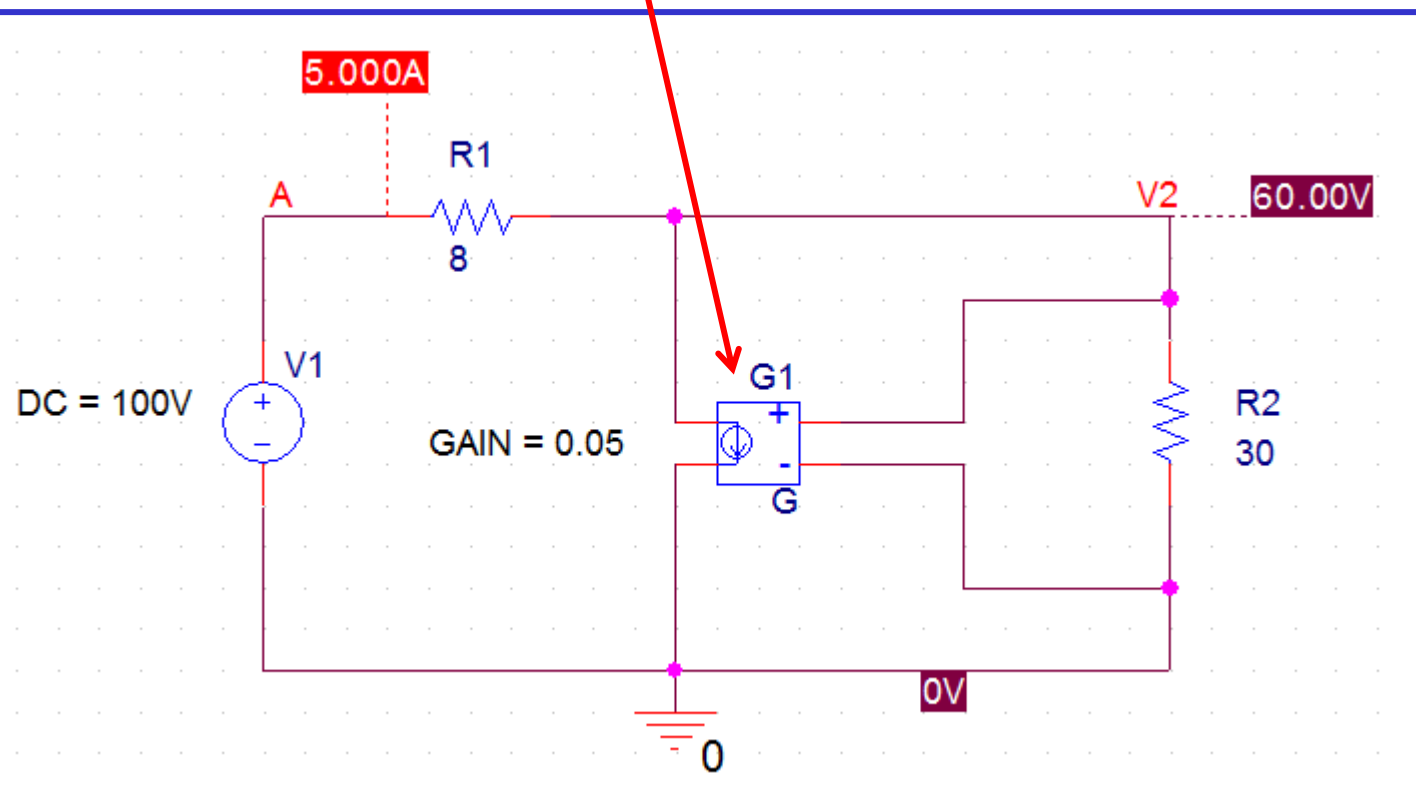 5.000A
R1
A
V2
60.00V
8
V1
G1
DC = 100V
+
+
R2
GAIN = 0.05
-
-
30
G
0V
0